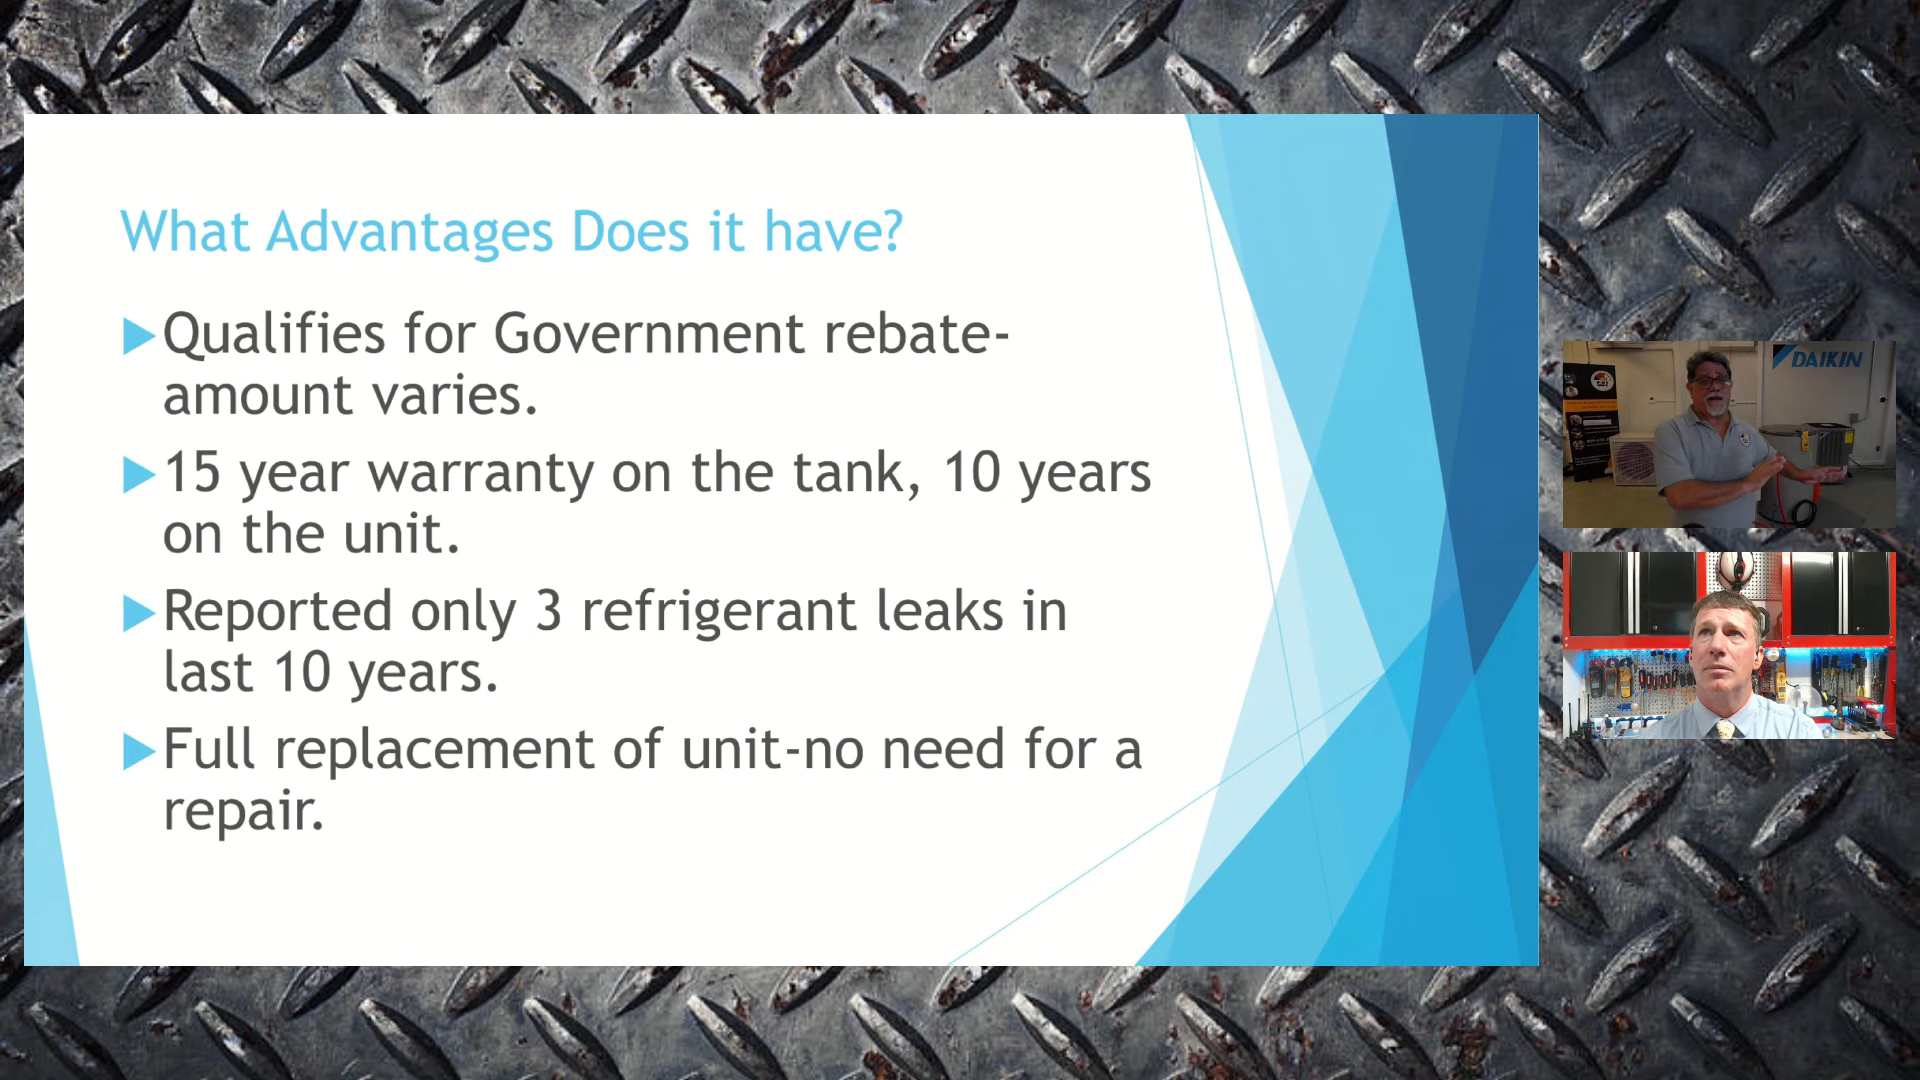 What Advantages Does it have?
Qualifies for Government rebate-
amount varies.
15 year warranty on the tank, 10 years
on the unit.
Reported only 3 refrigerant leaks in
last 10 years.
Full replacement of unit-no need for a
repair.
DAIKIN